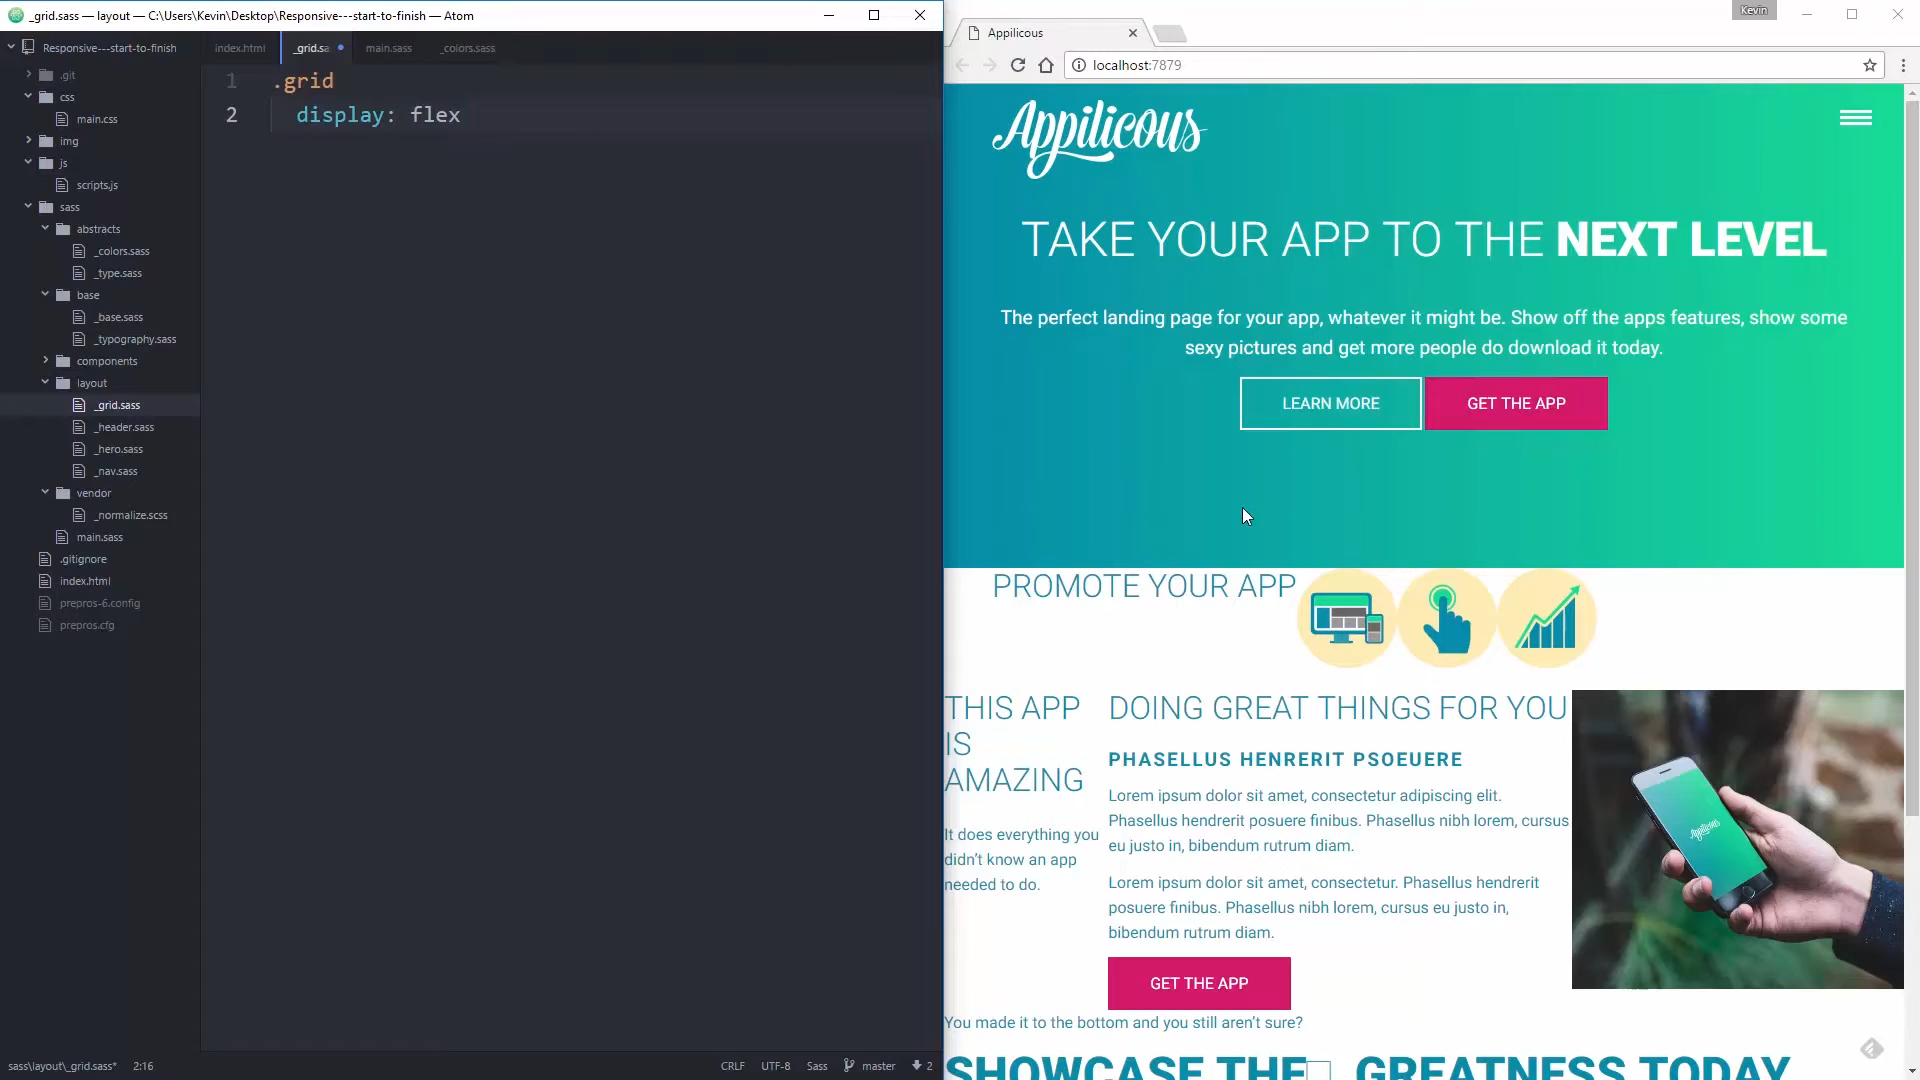 _grid.sass — layout — C:\Users\Kevin\Desktop\Responsive---start-to-finish — Atom
Responsive---start-to-finish
.git
css
main.css
img
js
scripts.js
sass
abstracts
_colors.sass
_type.sass
base
_base.sass
_typography.sass
components
layout
_grid.sass
_header.sass
_hero.sass
_nav.sass
vendor
_normalize.scss
main.sass
.gitignore
index.html
prepros-6.config
prepros.cfg
index.html
_grid.sa
main.sass
_colors.sass
1 .grid
2 display: flex
sass\layout\_grid.sass* 2:16
CRLF UTF-8 Sass master 2
Kevin
Appilicous
localhost:7879
Appilicous
TAKE YOUR APP TO THE NEXT LEVEL
The perfect landing page for your app, whatever it might be. Show off the apps features, show some
sexy pictures and get more people do download it today.
LEARN MORE
GET THE APP
PROMOTE YOUR APP
THIS APP
IS
AMAZING
It does everything you
didn't know an app
needed to do.
DOING GREAT THINGS FOR YOU
PHASELLUS HENRERIT PSOEUERE
Lorem ipsum dolor sit amet, consectetur adipiscing elit.
Phasellus hendrerit posuere finibus. Phasellus nibh lorem, cursus
eu justo in, bibendum rutrum diam.
Lorem ipsum dolor sit amet, consectetur. Phasellus hendrerit
posuere finibus. Phasellus nibh lorem, cursus eu justo in,
bibendum rutrum diam.
GET THE APP
Appilicous
You made it to the bottom and you still aren't sure?
SHOWCASE THE GREATNESS TODAY